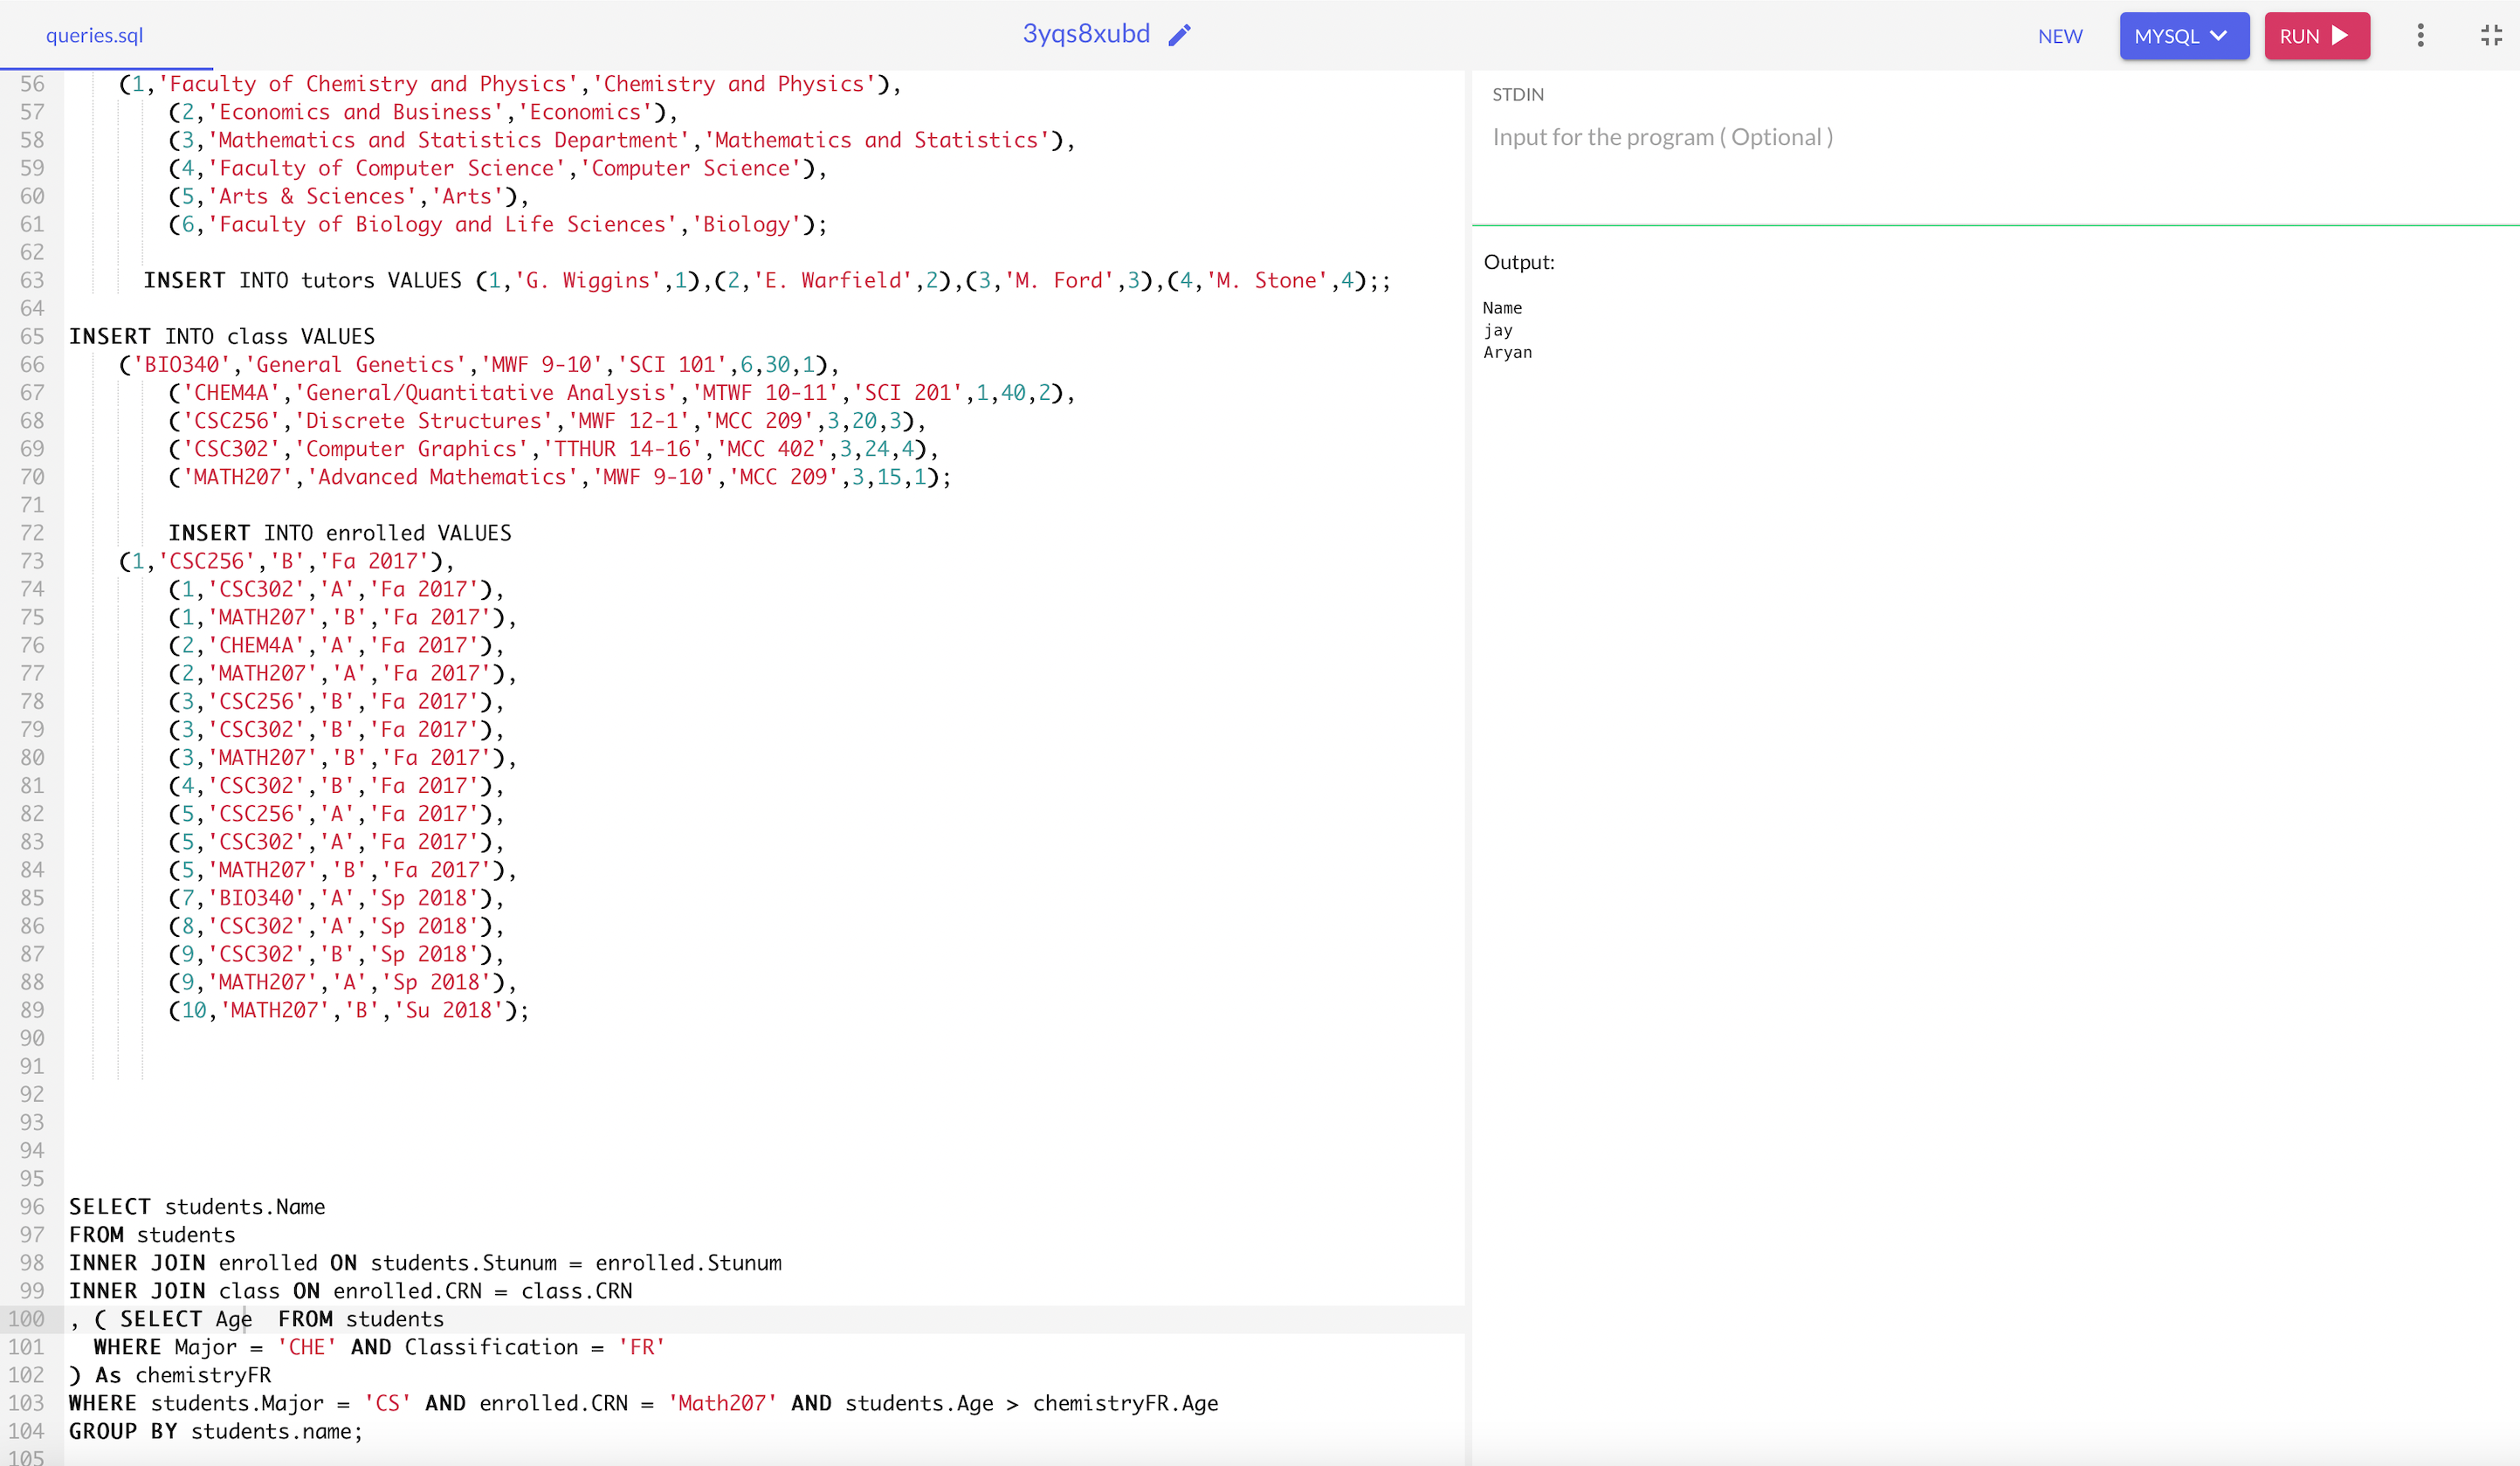 queries.sql
3yqs8xubd
NEW
MYSQL
RUN
56 (1,'Faculty of Chemistry and Physics','Chemistry and Physics'),
57 (2,'Economics and Business','Economics'),
58 (3,'Mathematics and Statistics Department','Mathematics and Statistics'),
59 (4,'Faculty of Computer Science','Computer Science'),
60 (5,'Arts & Sciences','Arts'),
61 (6,'Faculty of Biology and Life Sciences','Biology');
62
63 INSERT INTO tutors VALUES (1,'G. Wiggins',1),(2,'E. Warfield',2),(3,'M. Ford',3),(4,'M. Stone',4);;
64
65 INSERT INTO class VALUES
66 ('BIO340','General Genetics','MWF 9-10','SCI 101',6,30,1),
67 ('CHEM4A','General/Quantitative Analysis','MTWF 10-11','SCI 201',1,40,2),
68 ('CSC256','Discrete Structures','MWF 12-1','MCC 209',3,20,3),
69 ('CSC302','Computer Graphics','TTHUR 14-16','MCC 402',3,24,4),
70 ('MATH207','Advanced Mathematics','MWF 9-10','MCC 209',3,15,1);
71
72 INSERT INTO enrolled VALUES
73 (1,'CSC256','B','Fa 2017'),
74 (1,'CSC302','A','Fa 2017'),
75 (1,'MATH207','B','Fa 2017'),
76 (2,'CHEM4A','A','Fa 2017'),
77 (2,'MATH207','A','Fa 2017'),
78 (3,'CSC256','B','Fa 2017'),
79 (3,'CSC302','B','Fa 2017'),
80 (3,'MATH207','B','Fa 2017'),
81 (4,'CSC302','B','Fa 2017'),
82 (5,'CSC256','A','Fa 2017'),
83 (5,'CSC302','A','Fa 2017'),
84 (5,'MATH207','B','Fa 2017'),
85 (7,'BIO340','A','Sp 2018'),
86 (8,'CSC302','A','Sp 2018'),
87 (9,'CSC302','B','Sp 2018'),
88 (9,'MATH207','A','Sp 2018'),
89 (10,'MATH207','B','Su 2018');
90
91
92
93
94
95
96 SELECT students.Name
97 FROM students
98 INNER JOIN enrolled ON students.Stunum = enrolled.Stunum
99 INNER JOIN class ON enrolled.CRN = class.CRN
100 , ( SELECT Age  FROM students
101 WHERE Major = 'CHE' AND Classification = 'FR'
102 ) As chemistryFR
103 WHERE students.Major = 'CS' AND enrolled.CRN = 'Math207' AND students.Age > chemistryFR.Age
104 GROUP BY students.name;
105
STDIN
Input for the program ( Optional )
Output:
Name
jay
Aryan